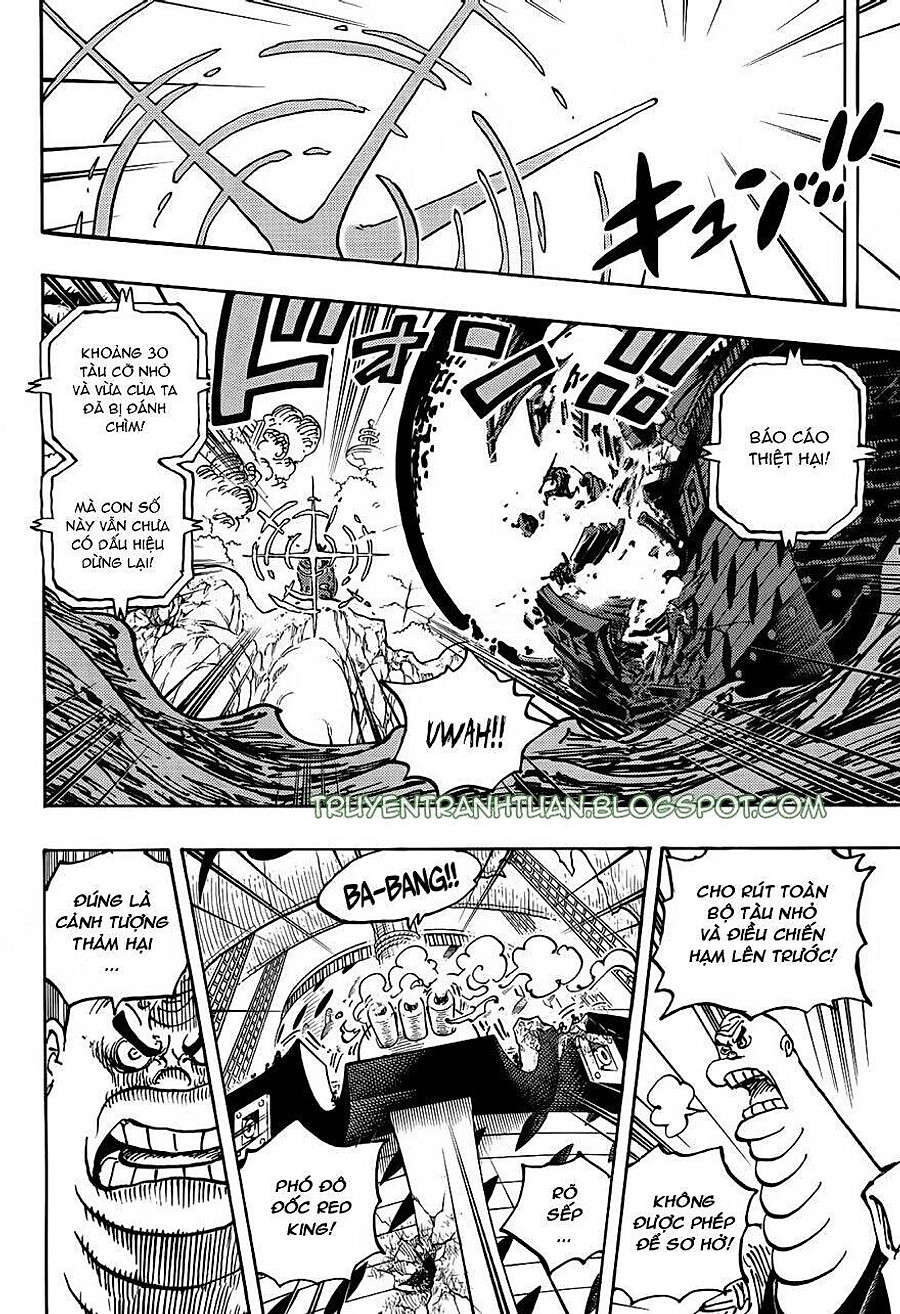 キュン!!
ドォロロ...!!
BÁO CÁO
THIỆT HẠI!
KHOẢNG 30
TÀU CỠ NHỎ
VÀ VỪA CỦA TA
ĐÃ BỊ ĐÁNH
CHÌM!
MÀ CON SỐ
NÀY VẪN CHƯA
CÓ DẤU HIỆU
DỪNG LẠI!
UWAH!!
TRUYENTRANHTUAN.BLOGSPOT.COM
CHO RÚT TOÀN
BỘ TÀU NHỎ
VÀ ĐIỀU CHIẾN
HẠM LÊN TRƯỚC!
KHÔNG
ĐƯỢC PHÉP
ĐỂ SƠ HỞ!
BA-BANG!!
RÕ
SẾP
...
PHÓ ĐÔ
ĐỐC RED
KING!
ĐÚNG LÀ
CẢNH TƯỢNG
THẢM HẠI
...